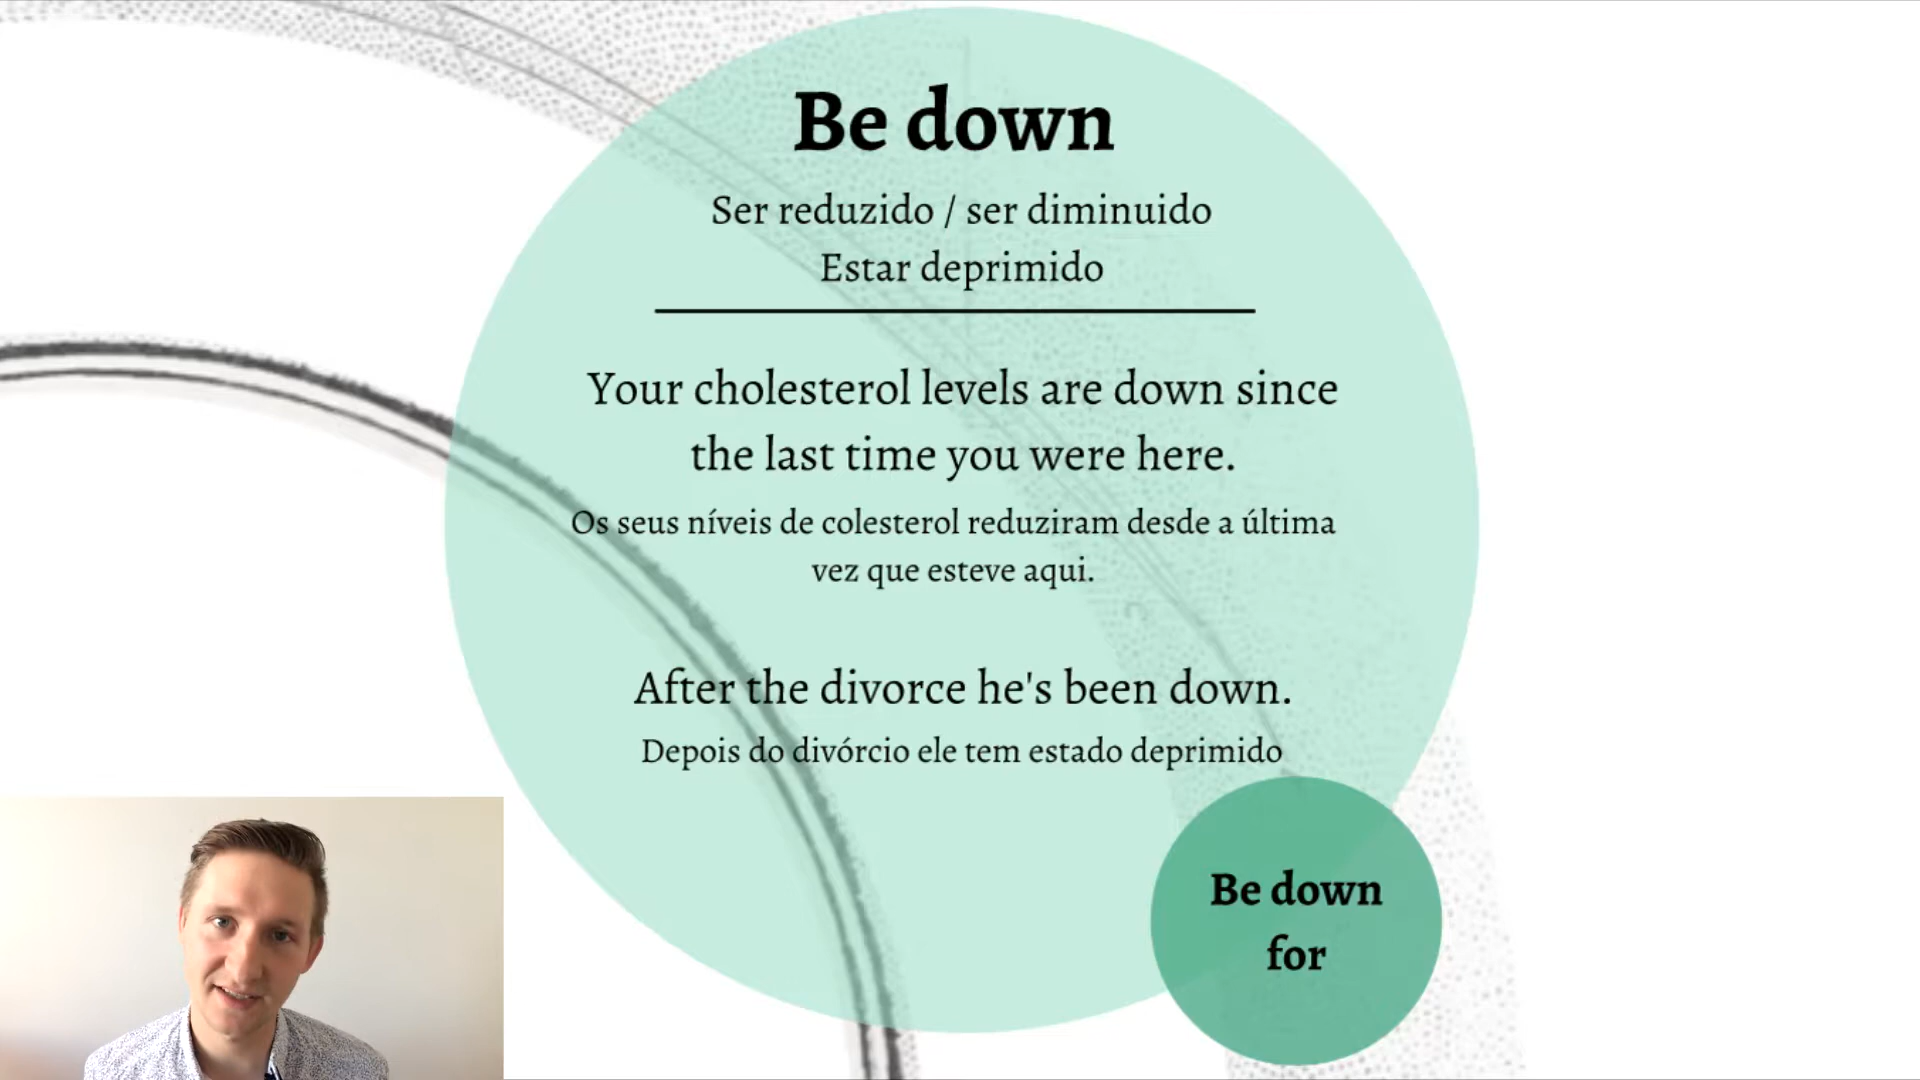 Be down
Ser reduzido / ser diminuido
Estar deprimido
Your cholesterol levels are down since
the last time you were here.
Os seus níveis de colesterol reduziram desde a última
vez que esteve aqui.
After the divorce he's been down.
Depois do divórcio ele tem estado deprimido
Be down
for